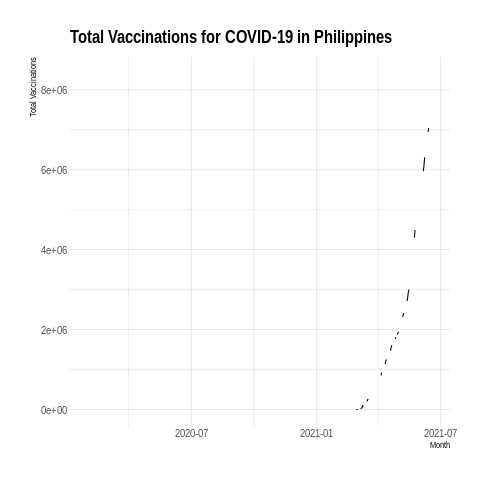 Total Vaccinations for COVID-19 in Philippines
Total Vaccinations
8e+06
6e+06
4e+06
2e+06
0e+00
2020-07
2021-01
2021-07
Month